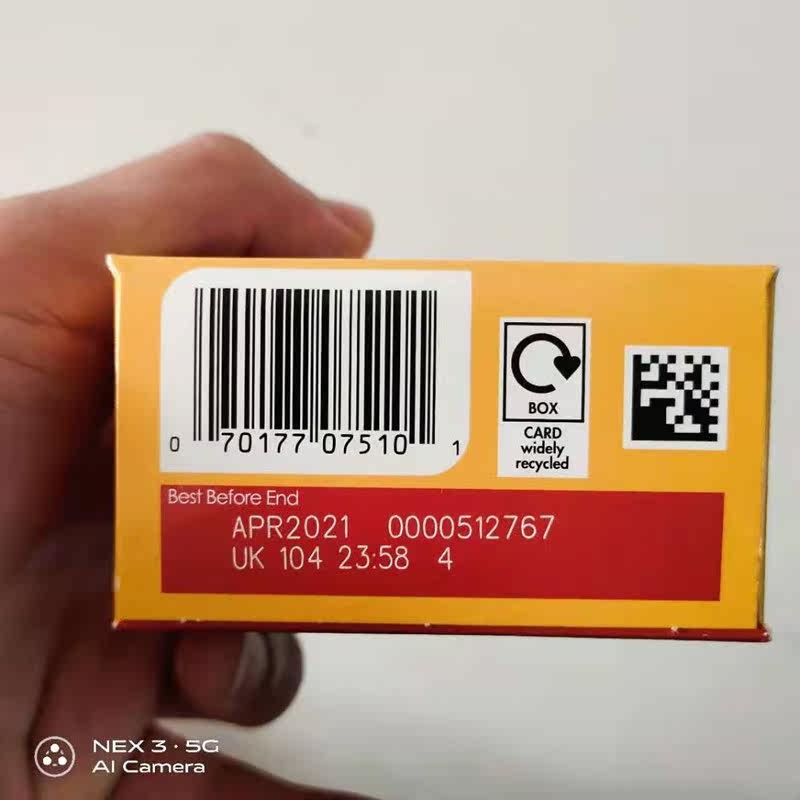 0 70177 07510 1
BOX
CARD
widely
recycled
Best Before End
APR2021 0000512767
UK 104 23:58 4
NEX 3 · 5G
AI Camera